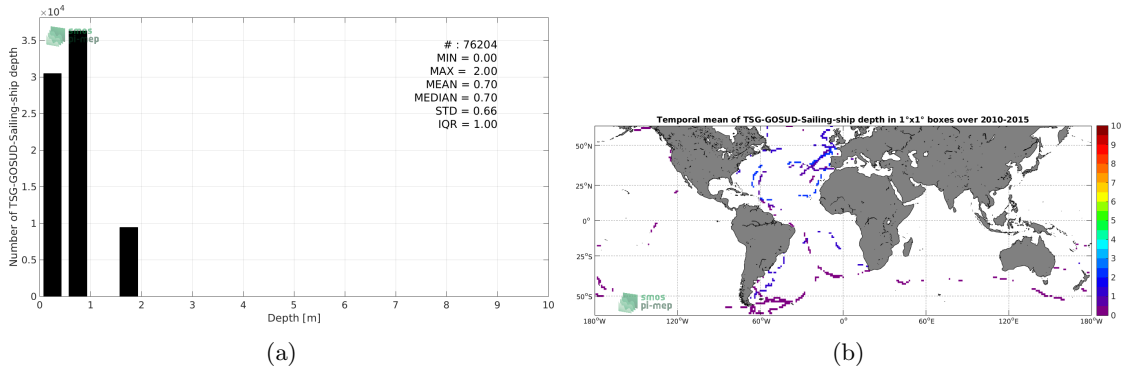 ×10⁴
smos
pi-mep
# : 76204
MIN = 0.00
MAX = 2.00
MEAN = 0.70
MEDIAN = 0.70
STD = 0.66
IQR = 1.00
Number of TSG-GOSUD-Sailing-ship depth
3.5
3
2.5
2
1.5
1
0.5
0
0 1 2 3 4 5 6 7 8 9 10
Depth [m]
(a)
Temporal mean of TSG-GOSUD-Sailing-ship depth in 1°x1° boxes over 2010-2015
50°N
25°N
0°
25°S
50°S
smos
pi-mep
180°W 120°W 60°W 0° 60°E 120°E 180°E
10
9
8
7
6
5
4
3
2
1
0
(b)